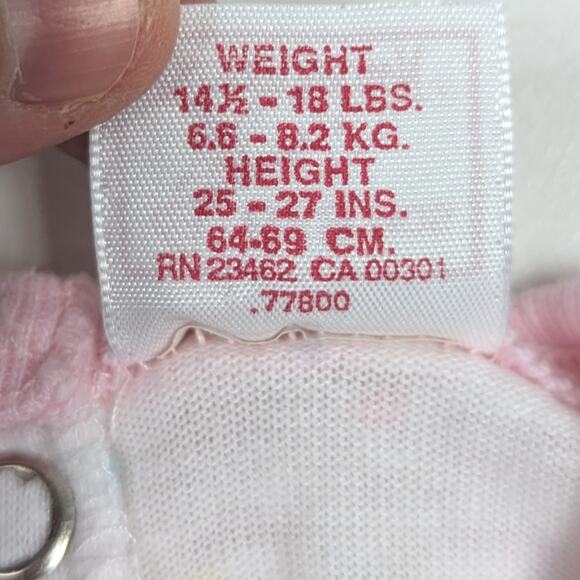 WEIGHT
14½ - 18 LBS.
6.6 - 8.2 KG.
HEIGHT
25 - 27 INS.
64-69 CM.
RN 23462 CA 00301
.77800